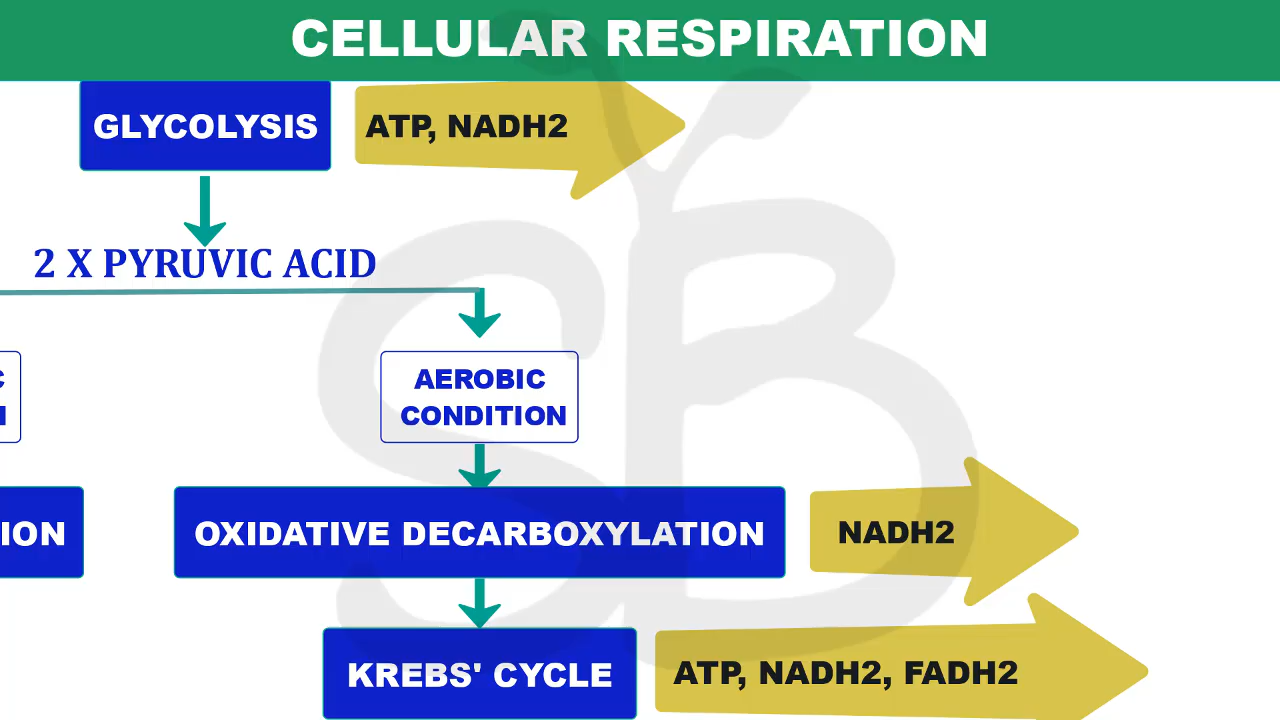 CELLULAR RESPIRATION
GLYCOLYSIS
ATP, NADH2
2 X PYRUVIC ACID
AEROBIC
CONDITION
ION
OXIDATIVE DECARBOXYLATION
NADH2
KREBS' CYCLE
ATP, NADH2, FADH2